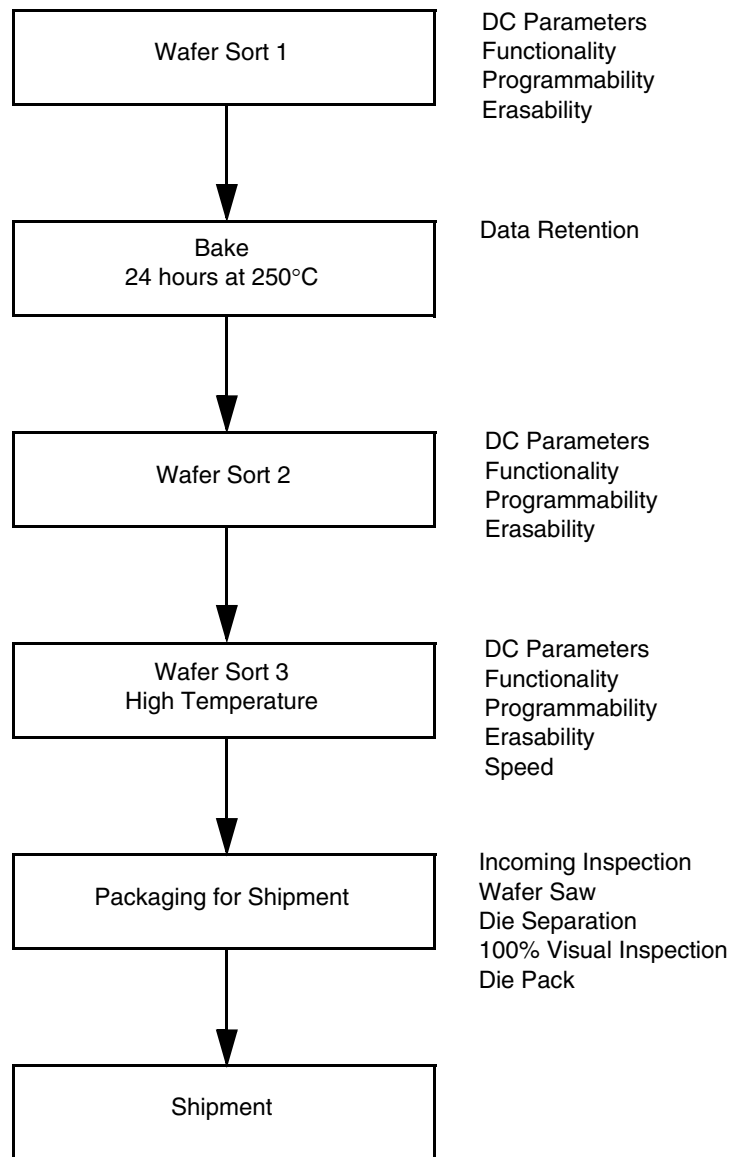 Wafer Sort 1
DC Parameters
Functionality
Programmability
Erasability
Bake
24 hours at 250°C
Data Retention
Wafer Sort 2
DC Parameters
Functionality
Programmability
Erasability
Wafer Sort 3
High Temperature
DC Parameters
Functionality
Programmability
Erasability
Speed
Packaging for Shipment
Incoming Inspection
Wafer Saw
Die Separation
100% Visual Inspection
Die Pack
Shipment